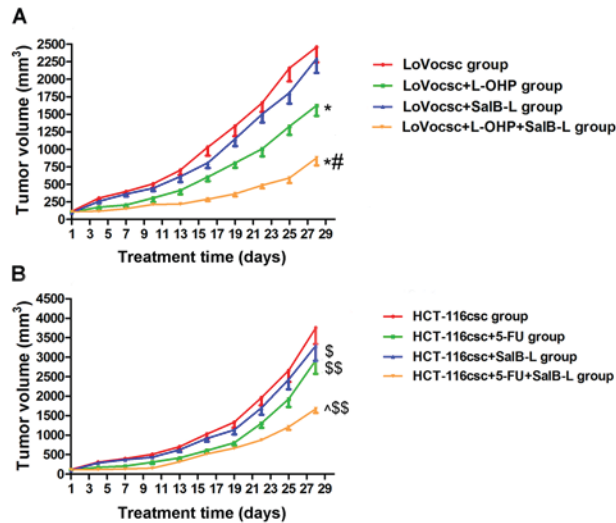 A
Tumor volume (mm3)
2500
2250
2000
1750
1500
1250
1000
750
500
250
0
1 3 5 7 9 11 13 15 17 19 21 23 25 27 29
Treatment time (days)
*
*#
LoVocsc group
LoVocsc+L-OHP group
LoVocsc+SalB-L group
LoVocsc+L-OHP+SalB-L group
B
Tumor volume (mm3)
4500
4000
3500
3000
2500
2000
1500
1000
500
0
1 3 5 7 9 11 13 15 17 19 21 23 25 27 29
Treatment time (days)
$
$$
^$$
HCT-116csc group
HCT-116csc+5-FU group
HCT-116csc+SalB-L group
HCT-116csc+5-FU+SalB-L group